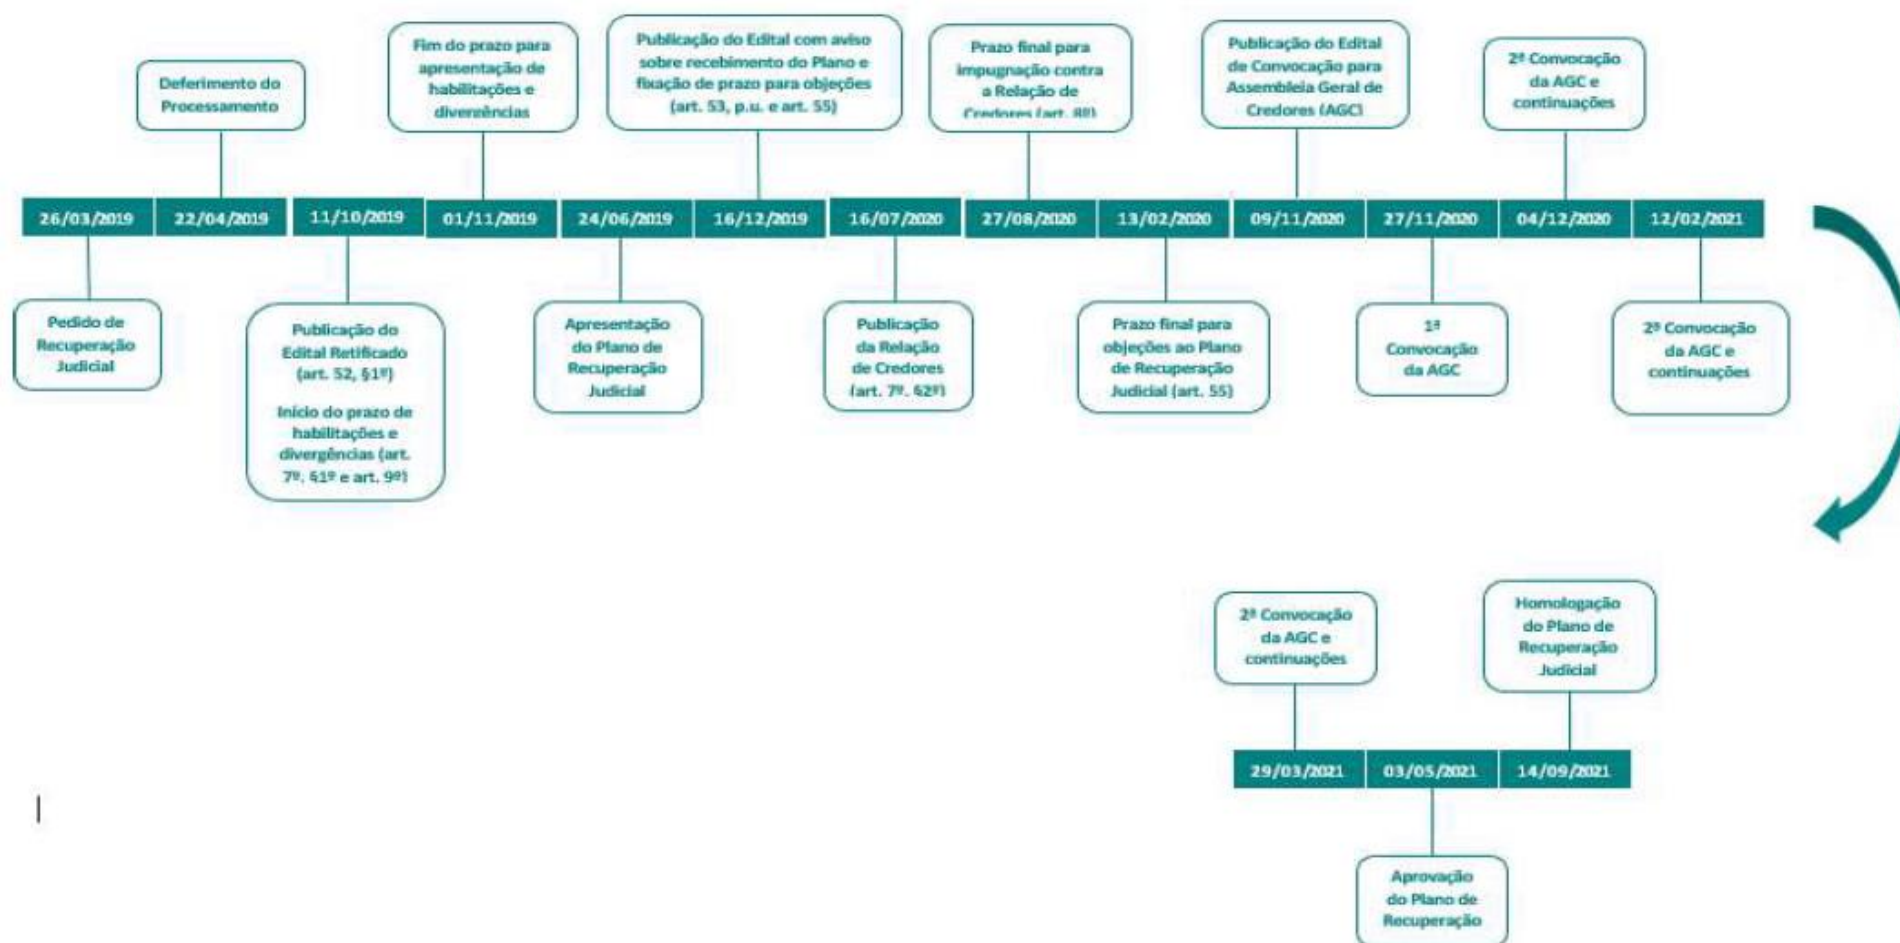 Deferimento do
Processamento
Fim do prazo para
apresentação de
habilitações e
divergências
Publicação do Edital com aviso
sobre recebimento do Plano e
fixação de prazo para objeções
(art. 53, p.u. e art. 55)
Prazo final para
impugnação contra
a Relação de
Credores (art. 8º)
Publicação do Edital
de Convocação para
Assembleia Geral de
Credores (AGC)
2ª Convocação
da AGC e
continuações
26/03/2019 22/04/2019 11/10/2019 01/11/2019 24/06/2019 16/12/2019 16/07/2020 27/08/2020 13/02/2020 09/11/2020 27/11/2020 04/12/2020 12/02/2021
Pedido de
Recuperação
Judicial
Publicação do
Edital Retificado
(art. 52, §1º)
Início do prazo de
habilitações e
divergências (art.
7º, §1º e art. 9º)
Apresentação
do Plano de
Recuperação
Judicial
Publicação
da Relação
de Credores
(art. 7º, §2º)
Prazo final para
objeções ao Plano
de Recuperação
Judicial (art. 55)
1ª
Convocação
da AGC
2ª Convocação
da AGC e
continuações
2ª Convocação
da AGC e
continuações
Homologação
do Plano de
Recuperação
Judicial
29/03/2021 03/05/2021 14/09/2021
Aprovação
do Plano de
Recuperação